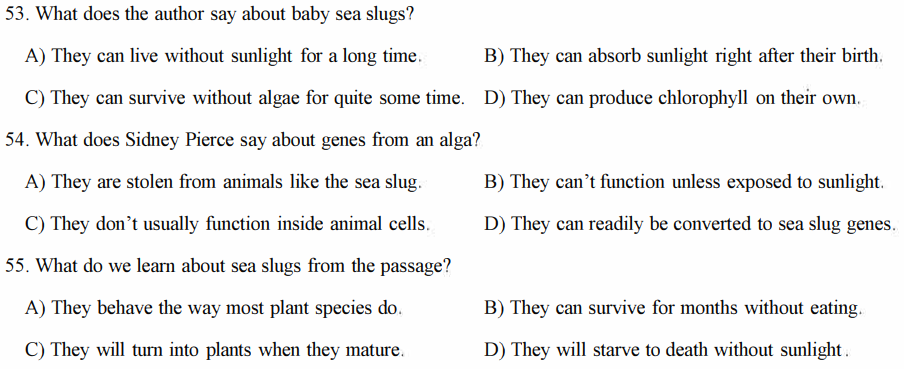 53. What does the author say about baby sea slugs?
A) They can live without sunlight for a long time. B) They can absorb sunlight right after their birth.
C) They can survive without algae for quite some time. D) They can produce chlorophyll on their own.
54. What does Sidney Pierce say about genes from an alga?
A) They are stolen from animals like the sea slug. B) They can't function unless exposed to sunlight.
C) They don't usually function inside animal cells. D) They can readily be converted to sea slug genes.
55. What do we learn about sea slugs from the passage?
A) They behave the way most plant species do. B) They can survive for months without eating.
C) They will turn into plants when they mature. D) They will starve to death without sunlight.